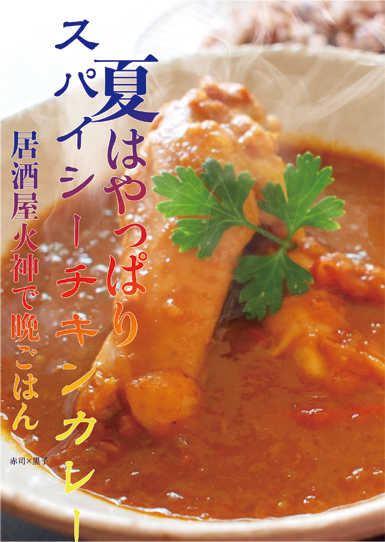 夏はやっぱり
スパイシーチキンカレー
居酒屋火神で晩ごはん
赤司×黒子